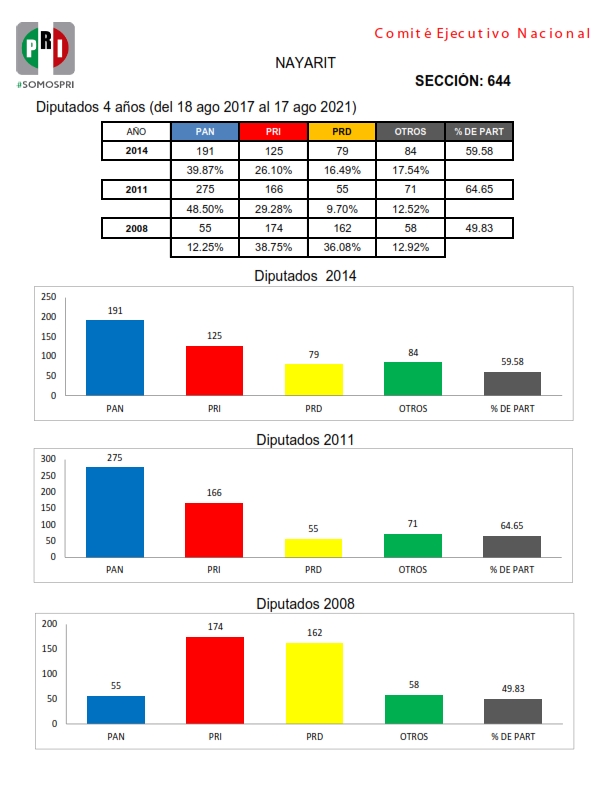 Comité Ejecutivo Nacional
PRI
#SOMOSPRI
NAYARIT
SECCIÓN: 644
Diputados 4 años (del 18 ago 2017 al 17 ago 2021)
AÑO PAN PRI PRD OTROS % DE PART
2014 191 125 79 84 59.58
39.87% 26.10% 16.49% 17.54%
2011 275 166 55 71 64.65
48.50% 29.28% 9.70% 12.52%
2008 55 174 162 58 49.83
12.25% 38.75% 36.08% 12.92%
Diputados 2014
250
200
150
100
50
0
191 125 79 84 59.58
PAN PRI PRD OTROS % DE PART
Diputados 2011
300
250
200
150
100
50
0
275 166 55 71 64.65
PAN PRI PRD OTROS % DE PART
Diputados 2008
200
150
100
50
0
55 174 162 58 49.83
PAN PRI PRD OTROS % DE PART